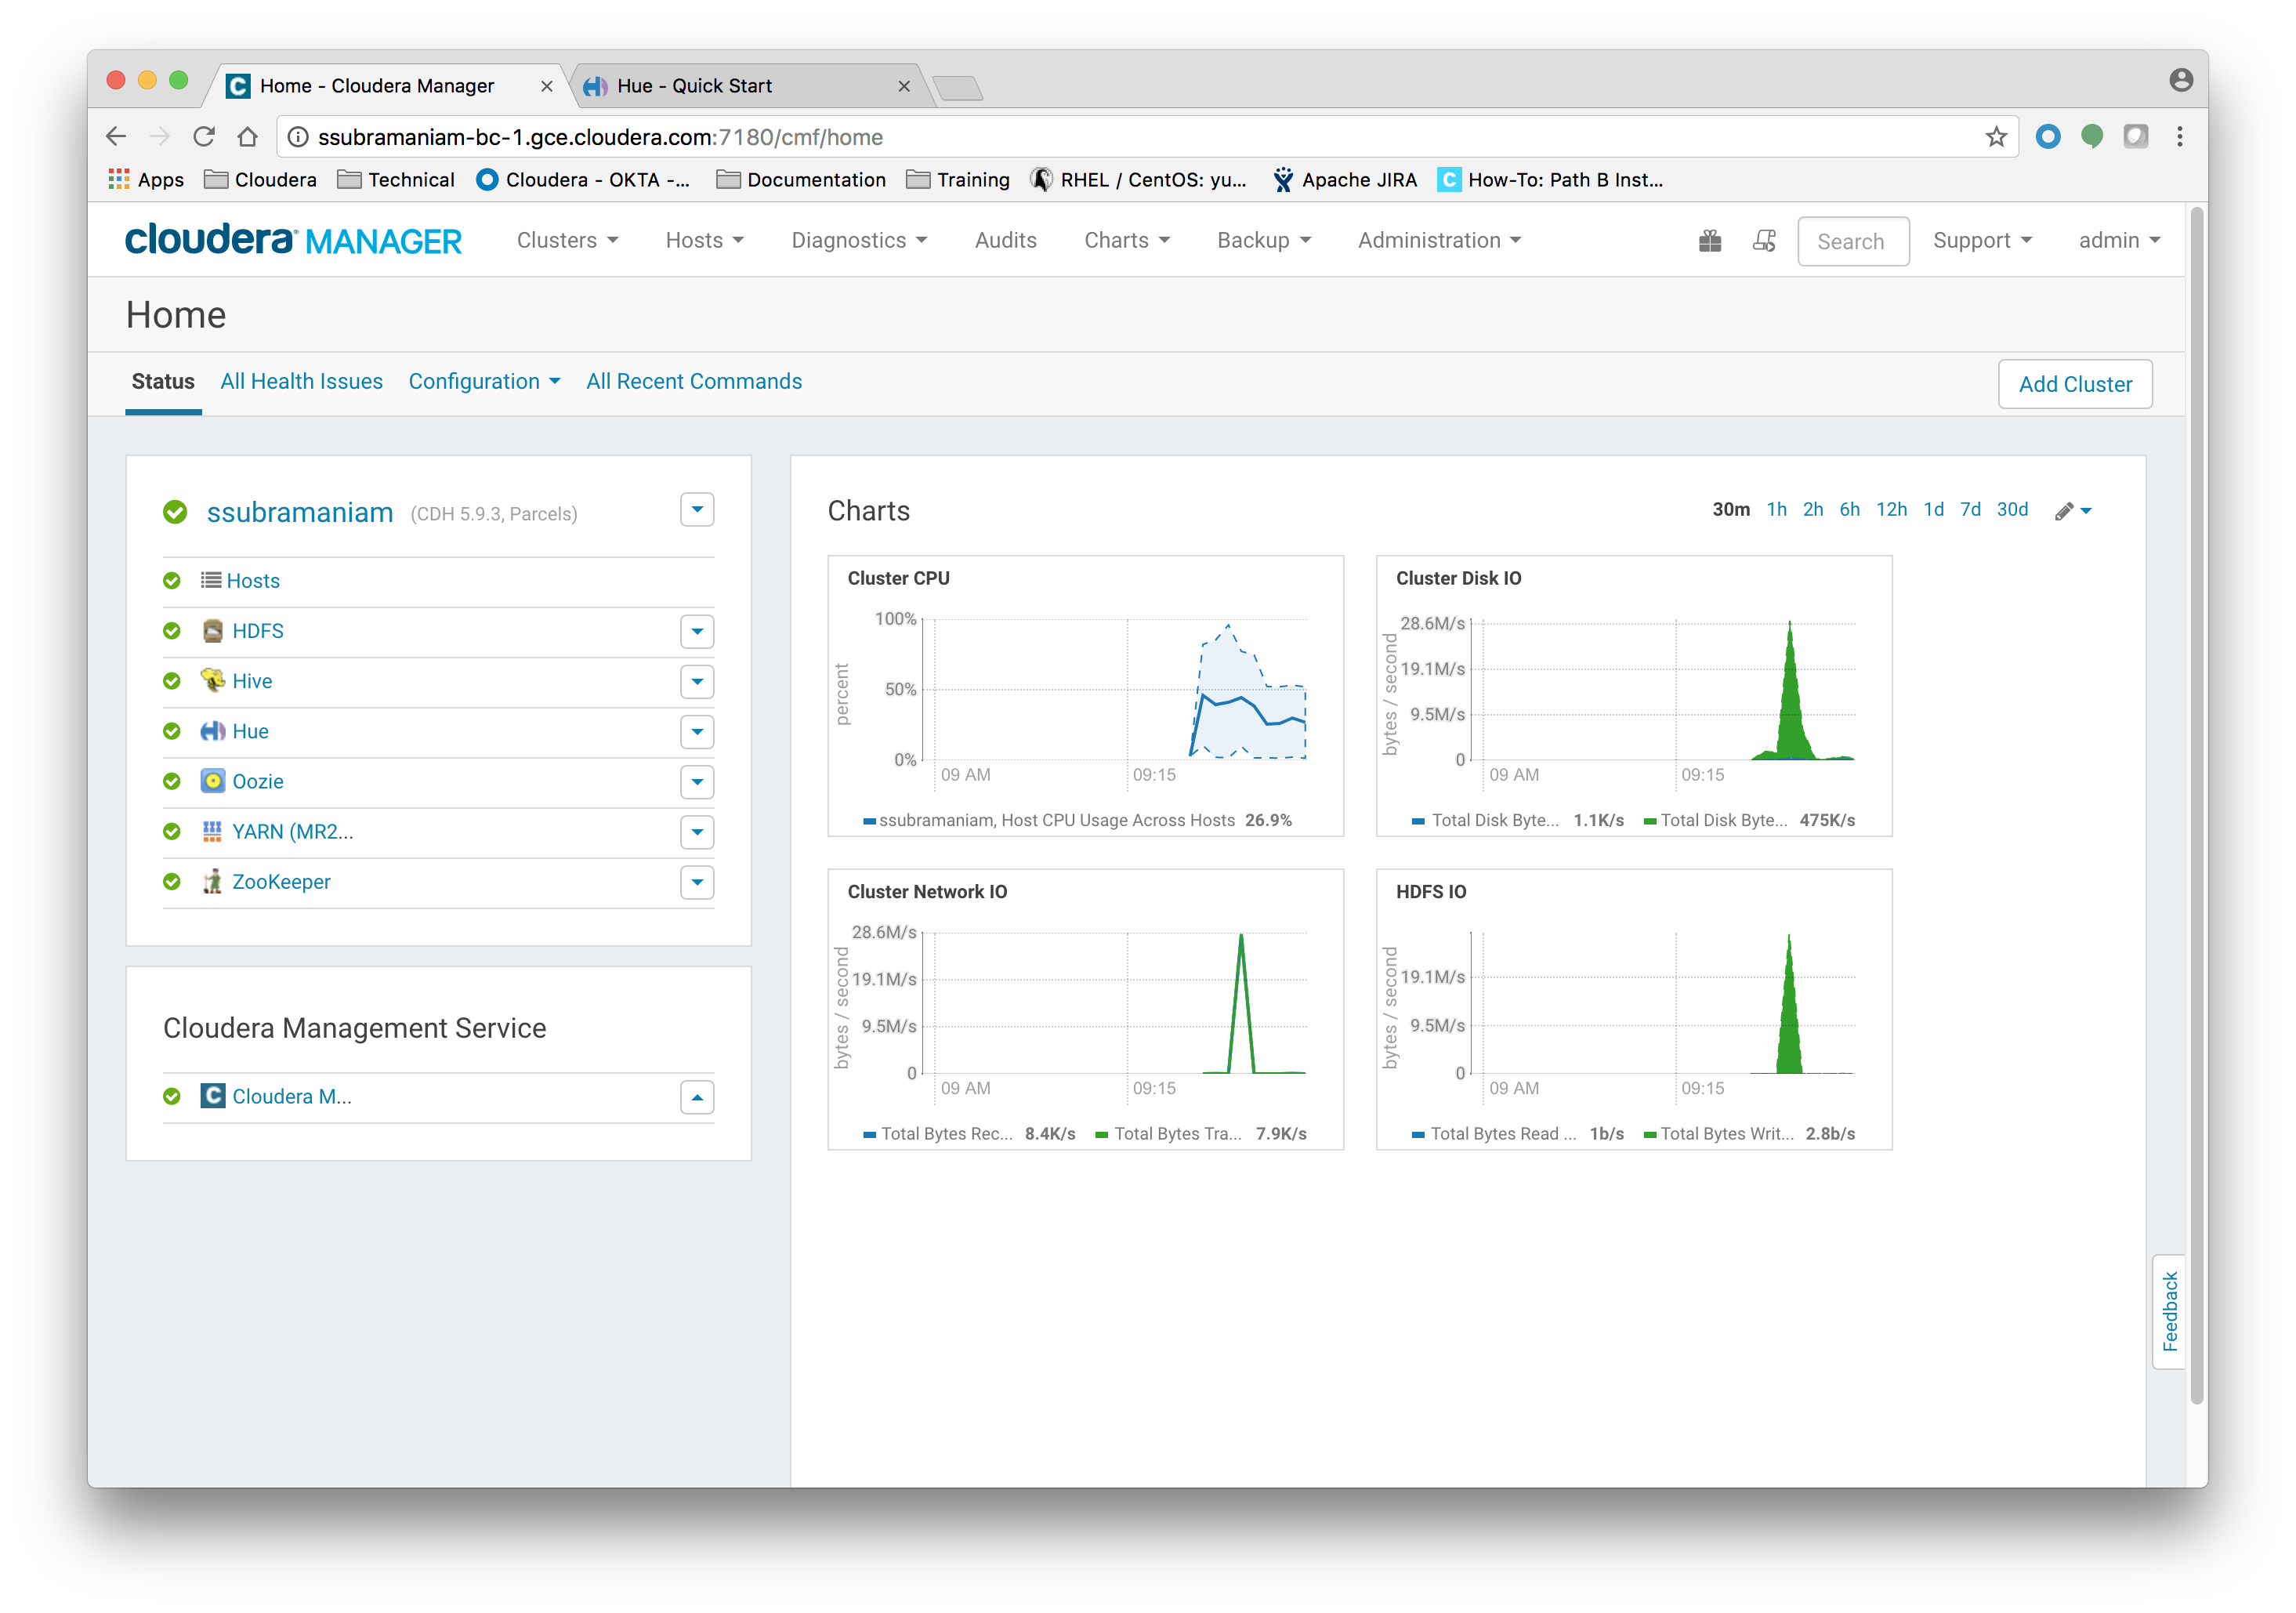 Home - Cloudera Manager
Hue - Quick Start
ssubramaniam-bc-1.gce.cloudera.com:7180/cmf/home
Apps Cloudera Technical Cloudera - OKTA -... Documentation Training RHEL / CentOS: yu... Apache JIRA How-To: Path B Inst...
cloudera MANAGER Clusters Hosts Diagnostics Audits Charts Backup Administration Search Support admin
Home
Status All Health Issues Configuration All Recent Commands Add Cluster
ssubramaniam (CDH 5.9.3, Parcels)
Hosts
HDFS
Hive
Hue
Oozie
YARN (MR2...
ZooKeeper
Cloudera Management Service
Cloudera M...
Charts
30m 1h 2h 6h 12h 1d 7d 30d
Cluster CPU
percent
100%
50%
0%
09 AM 09:15
ssubramaniam, Host CPU Usage Across Hosts 26.9%
Cluster Disk IO
bytes / second
28.6M/s
19.1M/s
9.5M/s
0
09 AM 09:15
Total Disk Byte... 1.1K/s Total Disk Byte... 475K/s
Cluster Network IO
bytes / second
28.6M/s
19.1M/s
9.5M/s
0
09 AM 09:15
Total Bytes Rec... 8.4K/s Total Bytes Tra... 7.9K/s
HDFS IO
bytes / second
19.1M/s
9.5M/s
0
09 AM 09:15
Total Bytes Read ... 1b/s Total Bytes Writ... 2.8b/s
Feedback